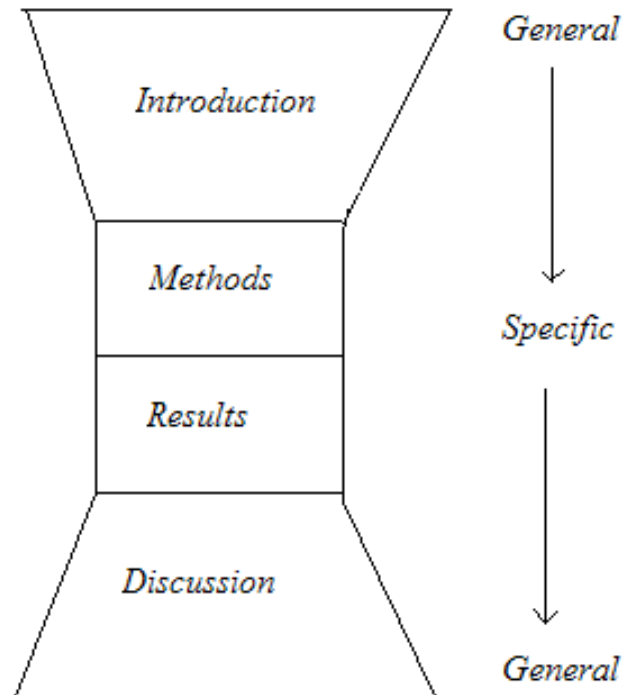 General
Introduction
Methods
Specific
Results
Discussion
General